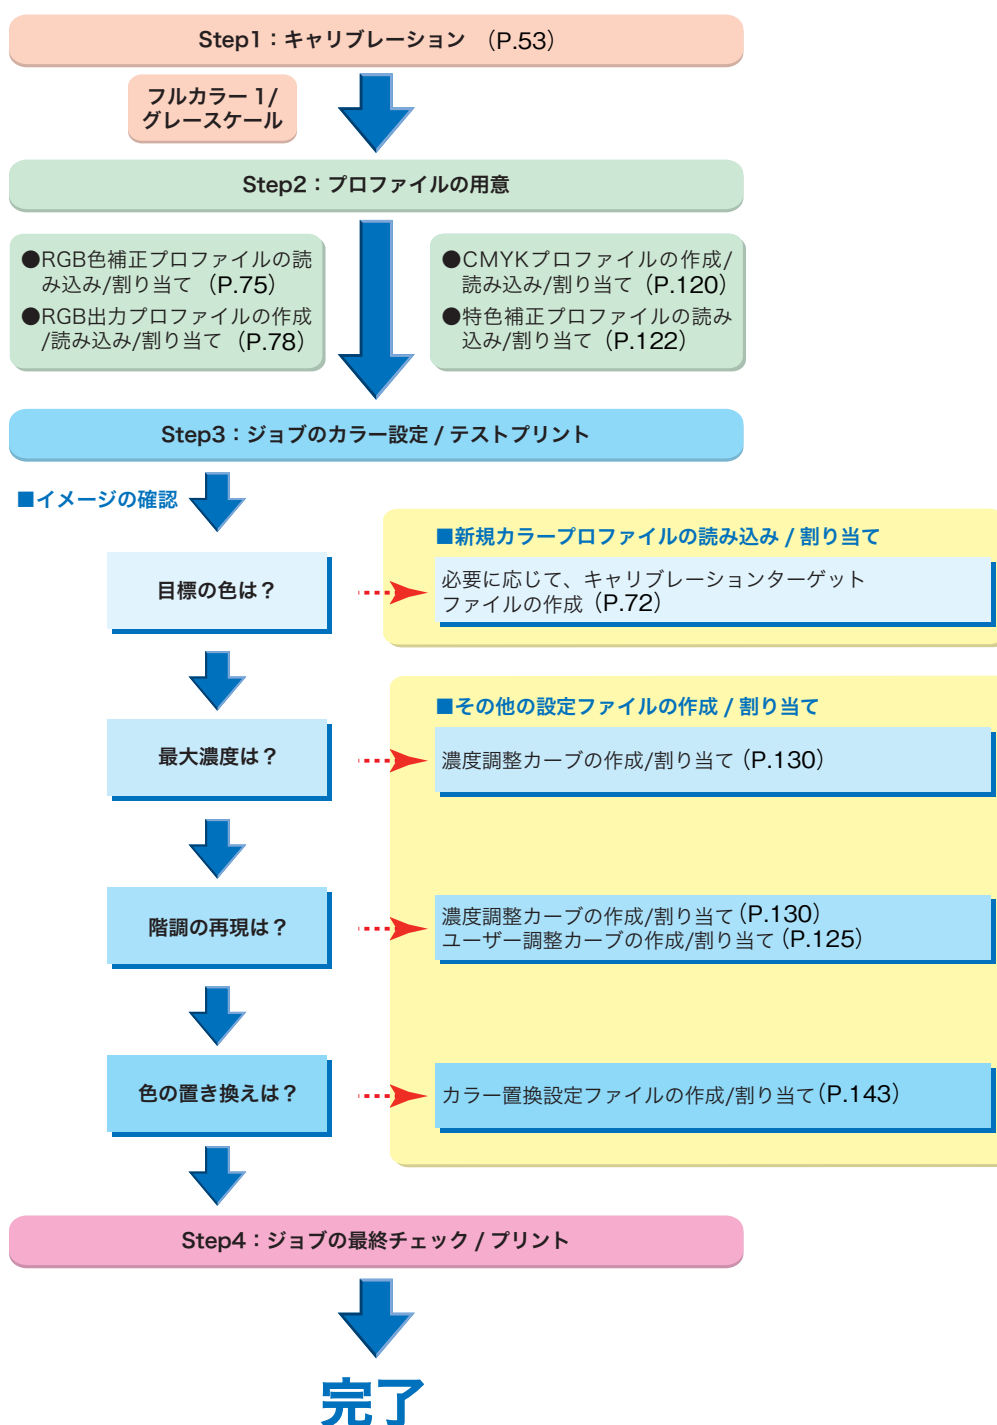 Step1：キャリブレーション （P.53）
フルカラー 1/
グレースケール
Step2：プロファイルの用意
●RGB色補正プロファイルの読
み込み/割り当て （P.75）
●RGB出力プロファイルの作成
/読み込み/割り当て （P.78）
●CMYKプロファイルの作成/
読み込み/割り当て（P.120）
●特色補正プロファイルの読み
込み/割り当て（P.122）
Step3：ジョブのカラー設定 / テストプリント
■イメージの確認
■新規カラープロファイルの読み込み / 割り当て
目標の色は？
必要に応じて、キャリブレーションターゲット
ファイルの作成（P.72）
■その他の設定ファイルの作成 / 割り当て
最大濃度は？
濃度調整カーブの作成/割り当て（P.130）
階調の再現は？
濃度調整カーブの作成/割り当て（P.130）
ユーザー調整カーブの作成/割り当て（P.125）
色の置き換えは？
カラー置換設定ファイルの作成/割り当て（P.143）
Step4：ジョブの最終チェック / プリント
完了